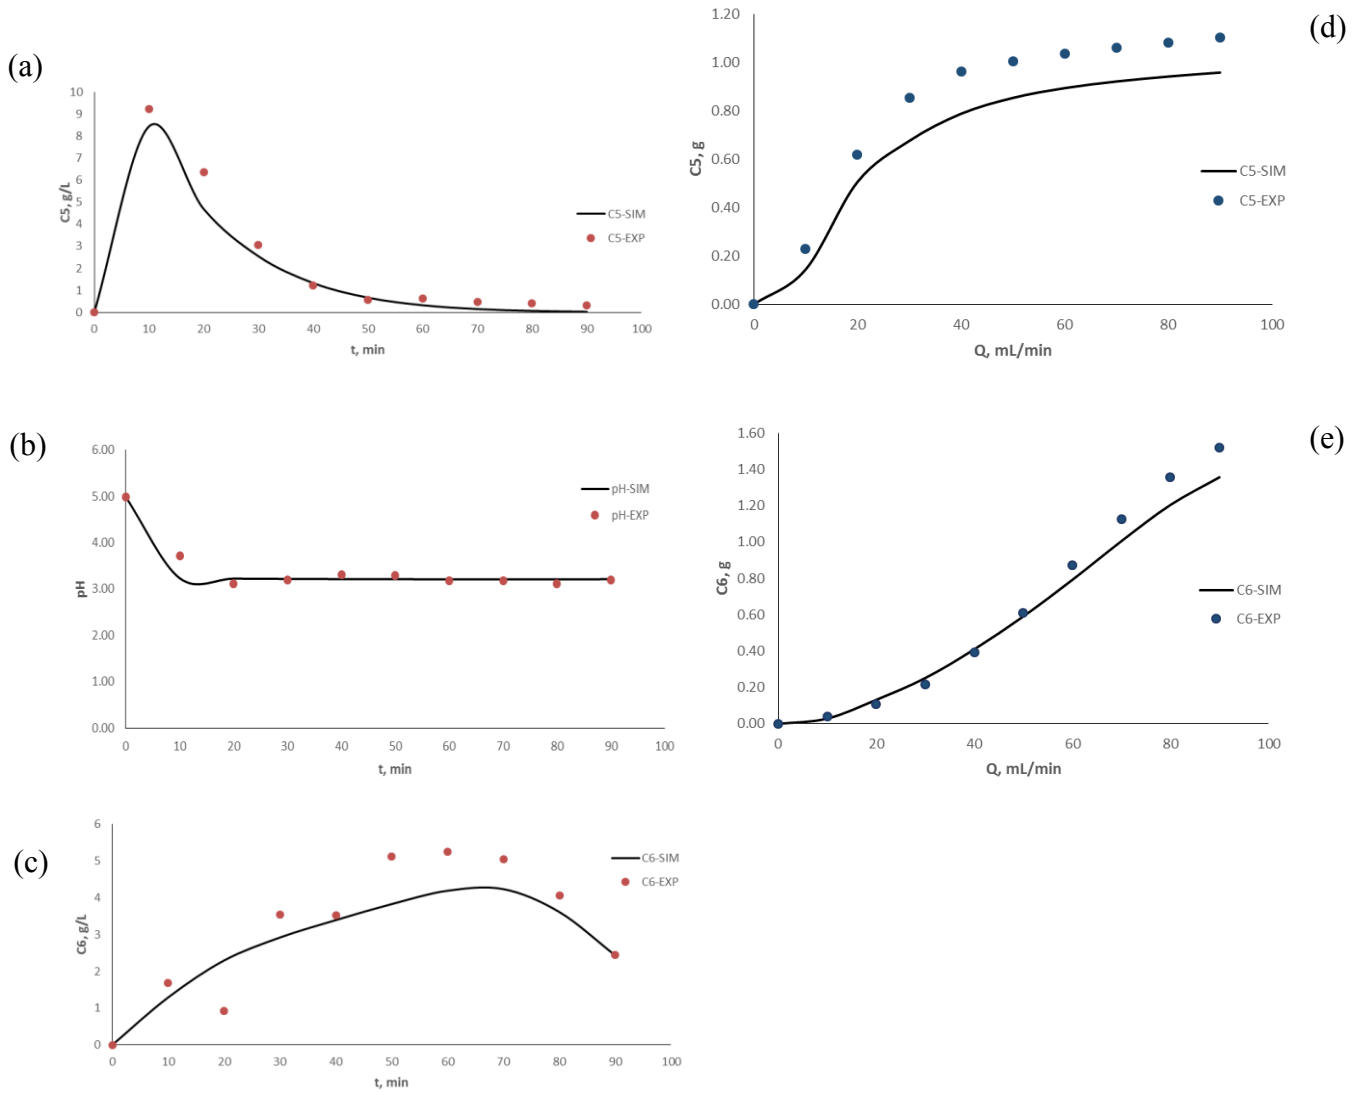 (a)
10
9
8
7
6
5
4
3
2
1
0
C5, g/L
0 10 20 30 40 50 60 70 80 90 100
t, min
C5-SIM
C5-EXP
(d)
1.20
1.00
0.80
0.60
0.40
0.20
0.00
C5, g
0 20 40 60 80 100
Q, mL/min
C5-SIM
C5-EXP
(b)
6.00
5.00
4.00
3.00
2.00
1.00
0.00
pH
0 10 20 30 40 50 60 70 80 90 100
t, min
pH-SIM
pH-EXP
(e)
1.60
1.40
1.20
1.00
0.80
0.60
0.40
0.20
0.00
C6, g
0 20 40 60 80 100
Q, mL/min
C6-SIM
C6-EXP
(c)
6
5
4
3
2
1
0
C6, g/L
0 10 20 30 40 50 60 70 80 90 100
t, min
C6-SIM
C6-EXP